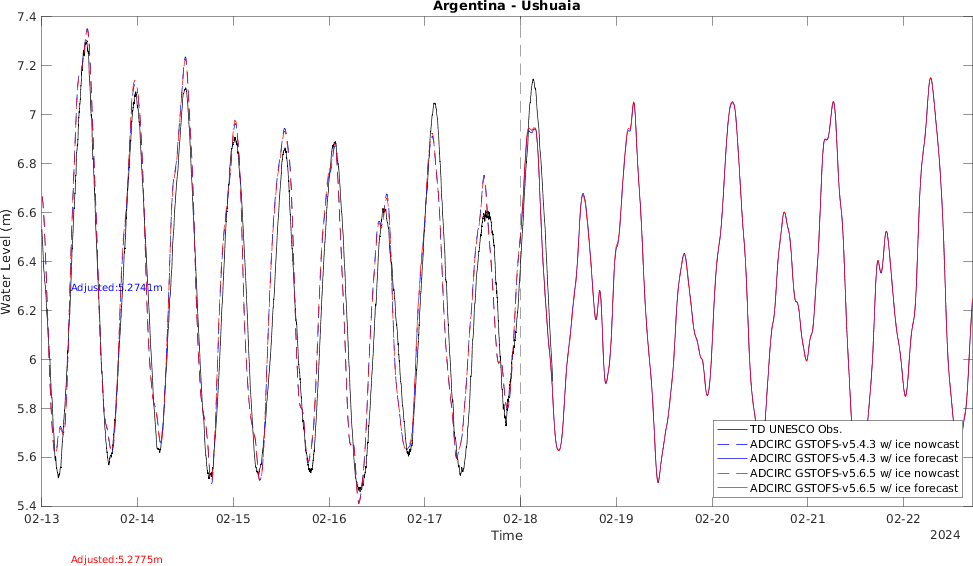 Argentina - Ushuaia
7.4
7.2
7
6.8
6.6
6.4
6.2
6
5.8
5.6
5.4
Water Level (m)
Adjusted:5.2741m
TD UNESCO Obs.
ADCIRC GSTOFS-v5.4.3 w/ ice nowcast
ADCIRC GSTOFS-v5.4.3 w/ ice forecast
ADCIRC GSTOFS-v5.6.5 w/ ice nowcast
ADCIRC GSTOFS-v5.6.5 w/ ice forecast
02-13 02-14 02-15 02-16 02-17 02-18 02-19 02-20 02-21 02-22
Time
2024
Adjusted:5.2775m